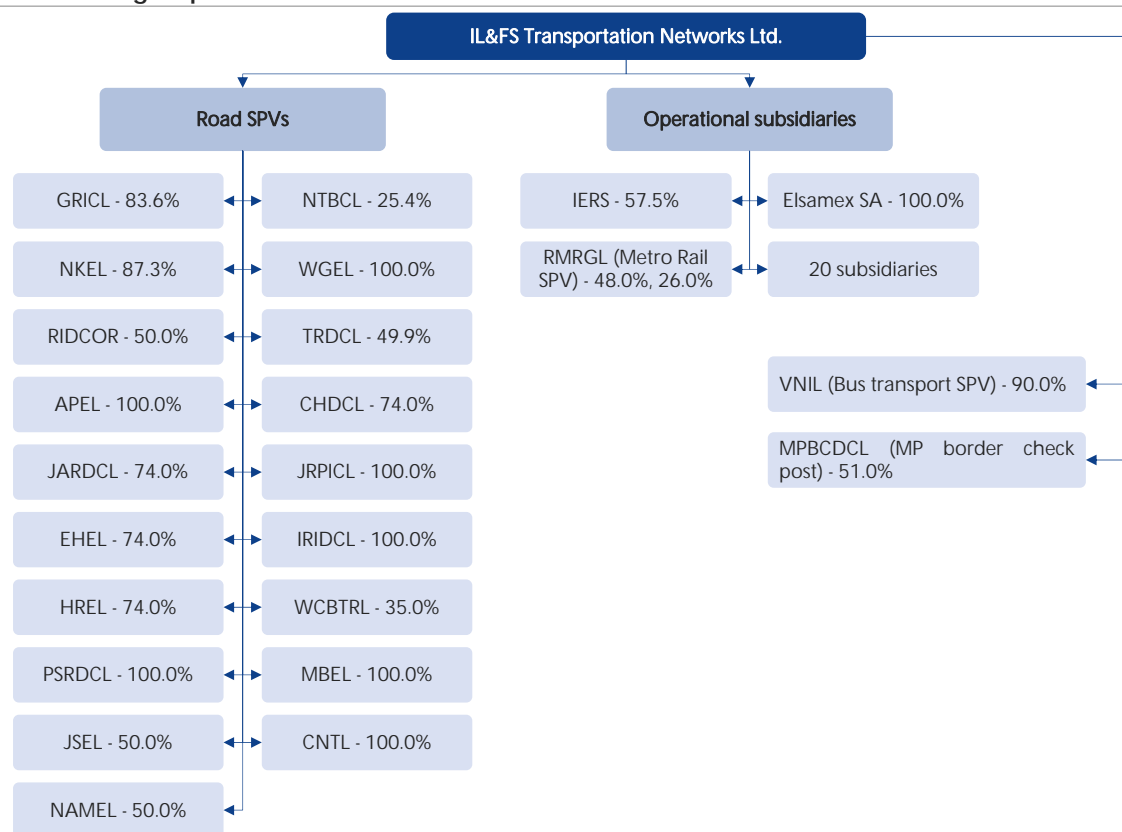 IL&FS Transportation Networks Ltd.
Road SPVs
Operational subsidiaries
GRICL - 83.6%
NTBCL - 25.4%
NKEL - 87.3%
WGEL - 100.0%
RIDCOR - 50.0%
TRDCL - 49.9%
APEL - 100.0%
CHDCL - 74.0%
JARDCL - 74.0%
JRPICL - 100.0%
EHEL - 74.0%
IRIDCL - 100.0%
HREL - 74.0%
WCBTRL - 35.0%
PSRDCL - 100.0%
MBEL - 100.0%
JSEL - 50.0%
CNTL - 100.0%
NAMEL - 50.0%
IERS - 57.5%
Elsamex SA - 100.0%
RMRGL (Metro Rail
SPV) - 48.0%, 26.0%
20 subsidiaries
VNIL (Bus transport SPV) - 90.0%
MPBCDCL (MP border check
post) - 51.0%